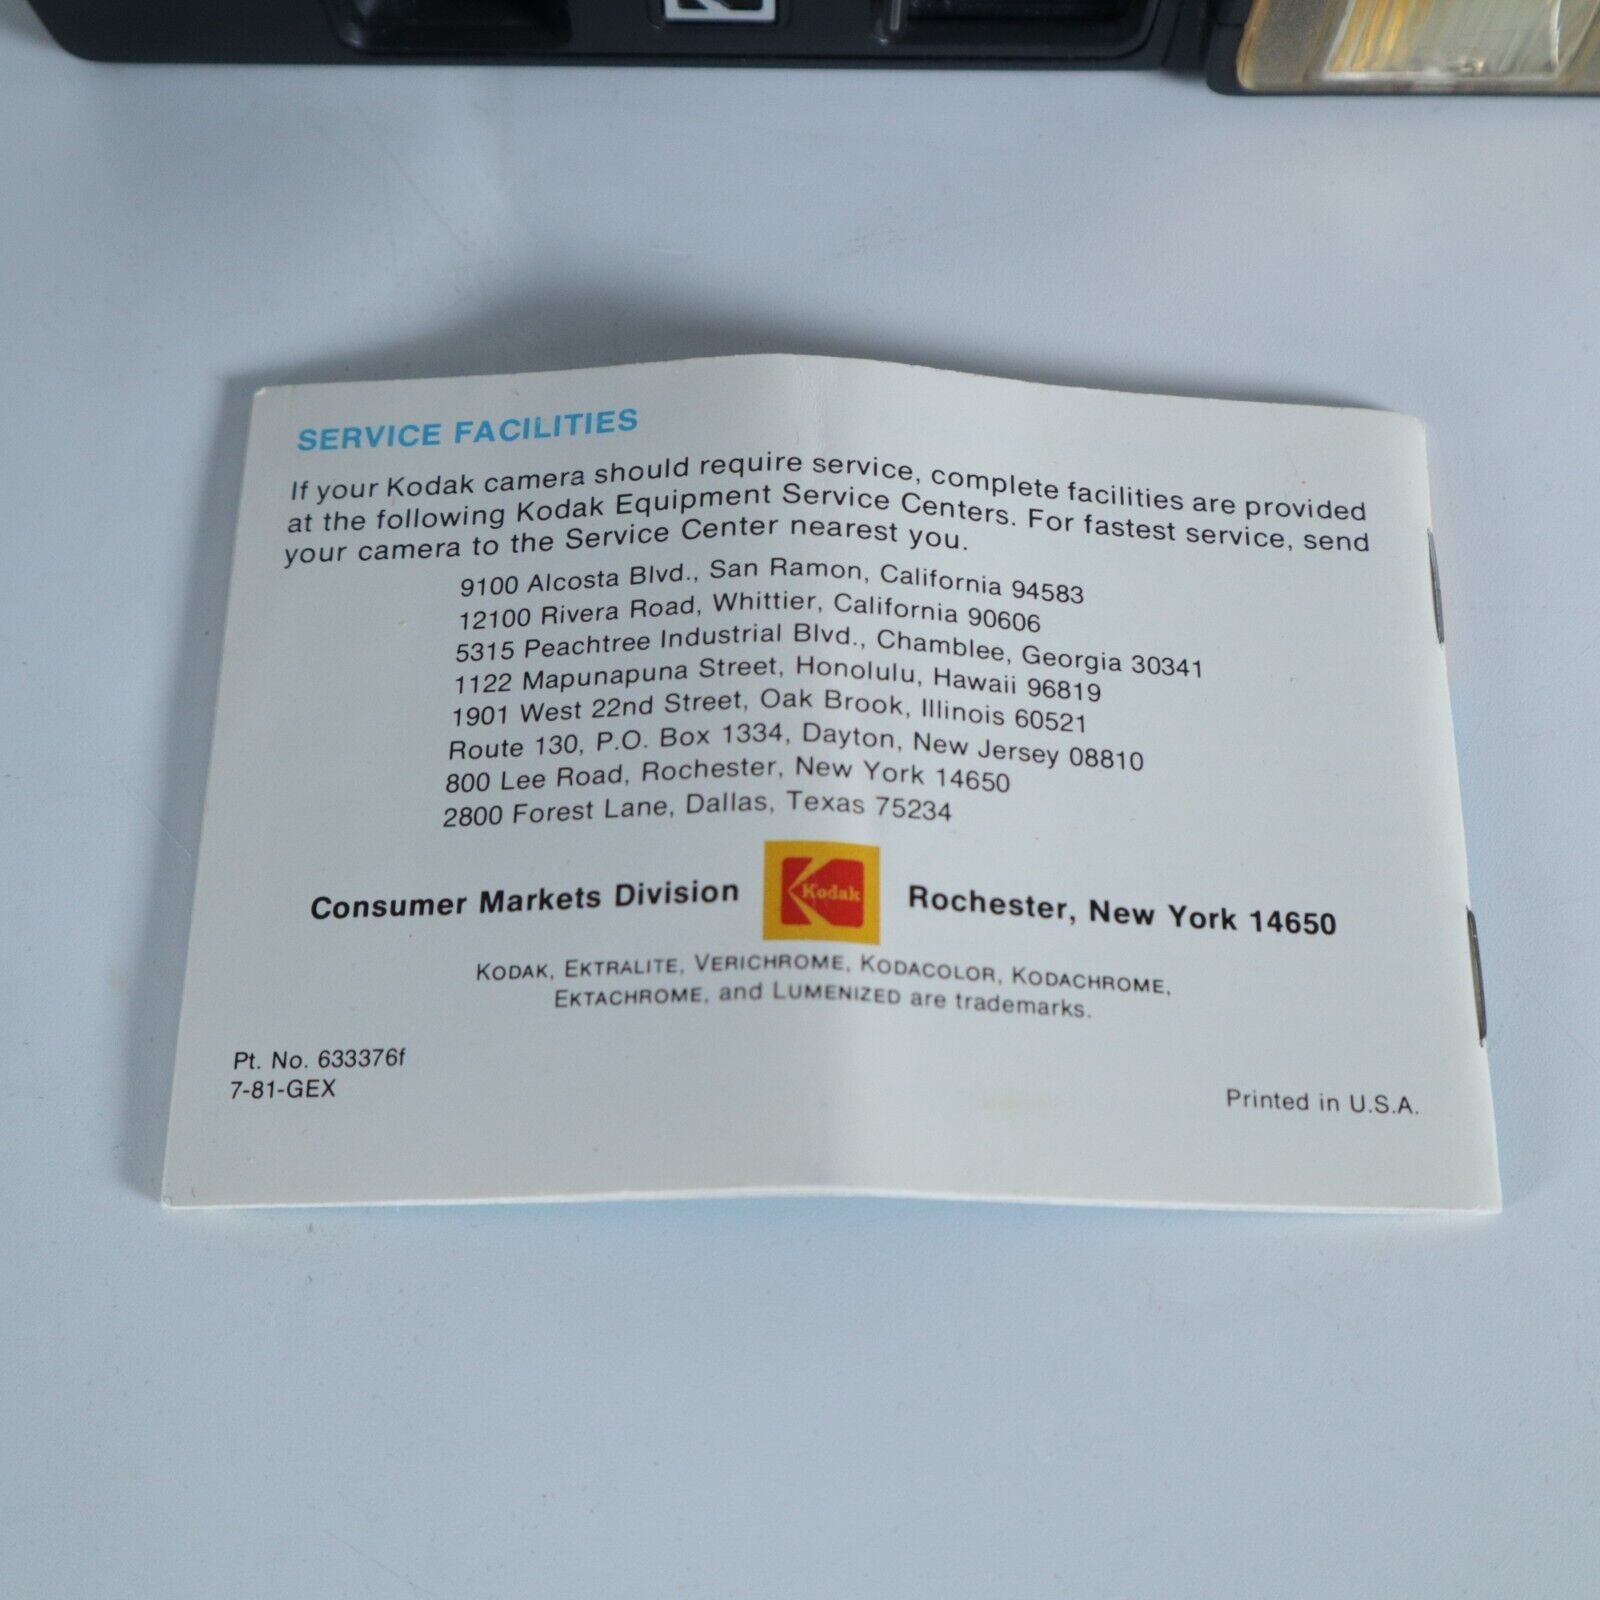 SERVICE FACILITIES
If your Kodak camera should require service, complete facilities are provided
at the following Kodak Equipment Service Centers. For fastest service, send
your camera to the Service Center nearest you.
9100 Alcosta Blvd., San Ramon, California 94583
12100 Rivera Road, Whittier, California 90606
5315 Peachtree Industrial Blvd., Chamblee, Georgia 30341
1122 Mapunapuna Street, Honolulu, Hawaii 96819
1901 West 22nd Street, Oak Brook, Illinois 60521
Route 130, P.O. Box 1334, Dayton, New Jersey 08810
800 Lee Road, Rochester, New York 14650
2800 Forest Lane, Dallas, Texas 75234
Consumer Markets Division Kodak Rochester, New York 14650
KODAK, EKTRALITE, VERICHROME, KODACOLOR, KODACHROME,
EKTACHROME, and LUMENIZED are trademarks.
Pt. No. 633376f
7-81-GEX
Printed in U.S.A.